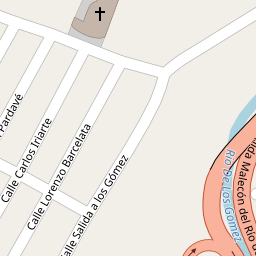 Pardavé
Calle Carlos Iriarte
Calle Lorenzo Barcelata
Calle Salida a los Gómez
Río De Los Gómez
Malecón del Río